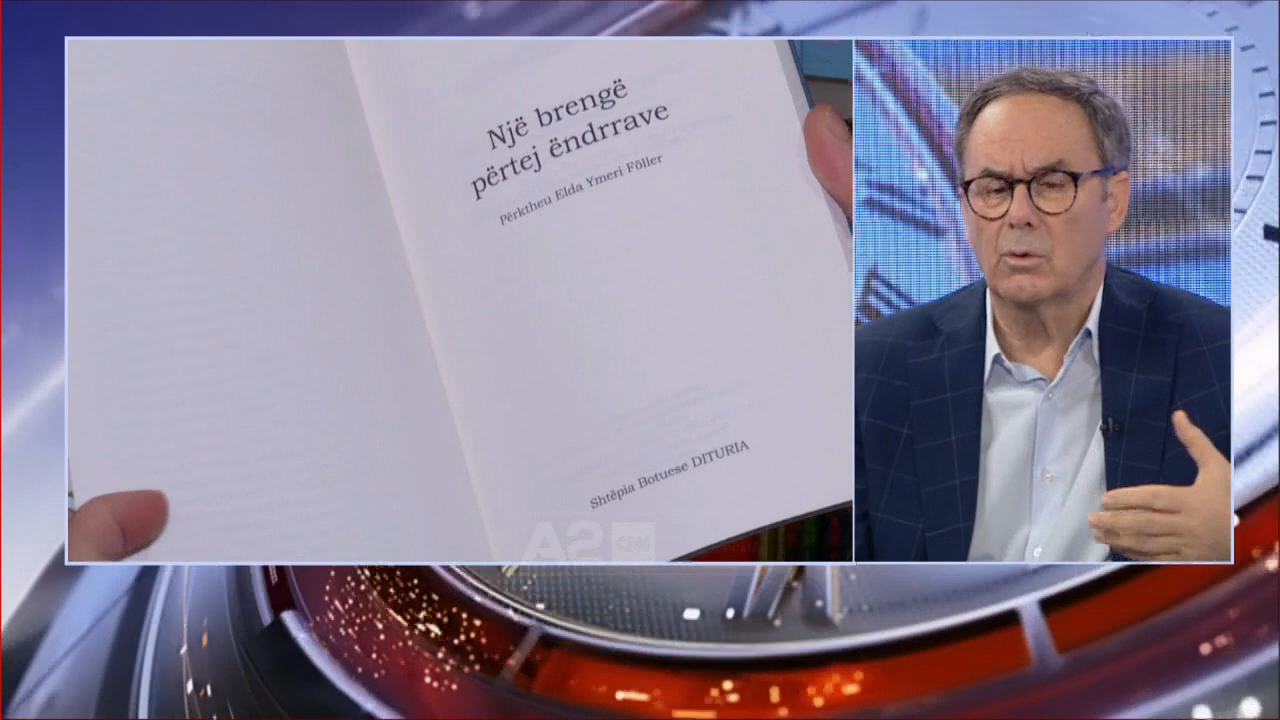 Një brengë
përtej ëndrrave
Përktheu Elda Ymeri Föller
Shtëpia Botuese DITURIA
A2 CNN